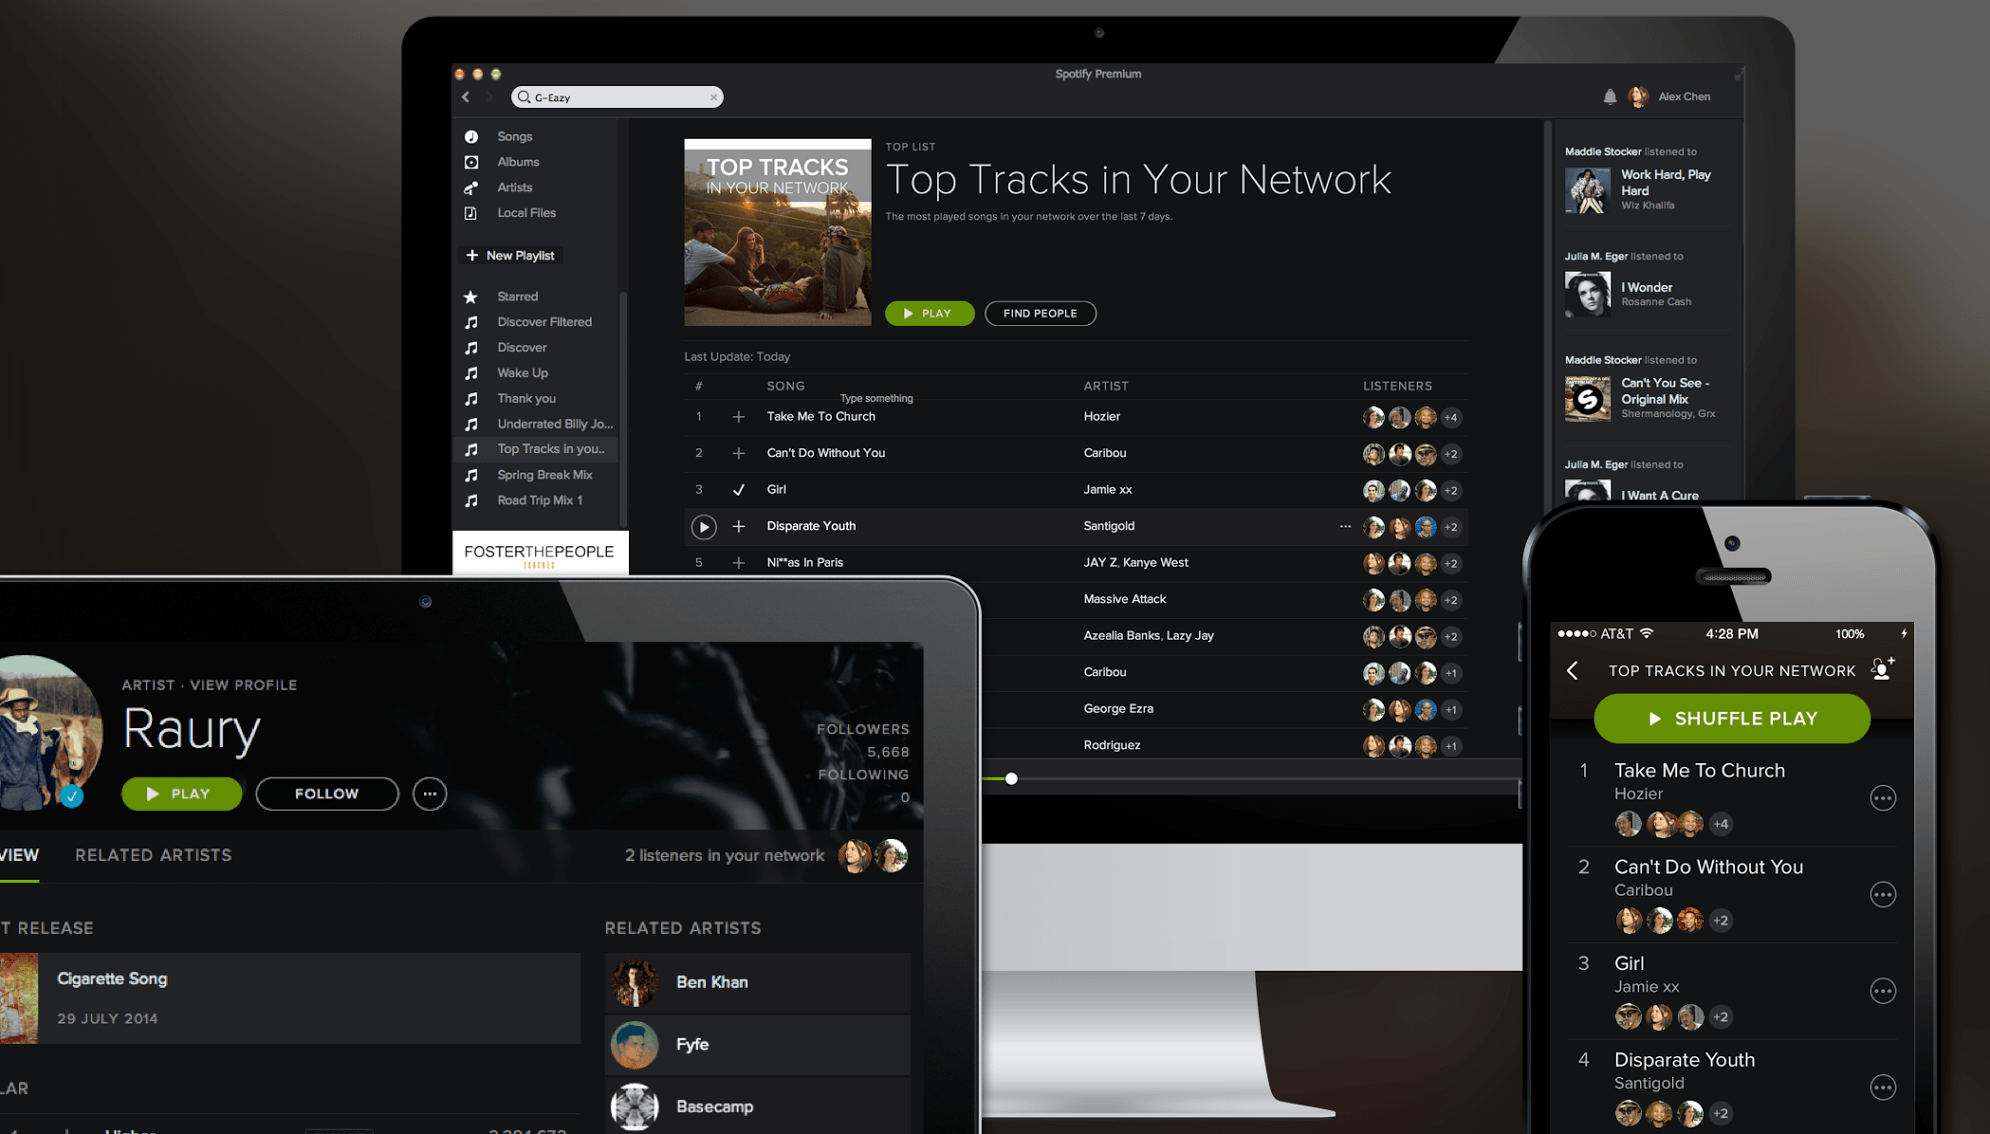 Spotify Premium
G-Eazy
Alex Chen
Songs
Albums
Artists
Local Files
New Playlist
Starred
Discover Filtered
Discover
Wake Up
Thank you
Underrated Billy Jo...
Top Tracks in you..
Spring Break Mix
Road Trip Mix 1
FOSTERTHEPEOPLE
TORCHES
TOP TRACKS
IN YOUR NETWORK
TOP LIST
Top Tracks in Your Network
The most played songs in your network over the last 7 days.
PLAY
FIND PEOPLE
Last Update: Today
# SONG ARTIST LISTENERS
Type something
1 Take Me To Church Hozier +4
2 Can't Do Without You Caribou +2
3 Girl Jamie xx +2
Disparate Youth Santigold ... +2
5 Ni**as In Paris JAY Z, Kanye West +2
Massive Attack +2
Azealia Banks, Lazy Jay +2
Caribou +1
George Ezra +1
Rodriguez +1
Maddie Stocker listened to
Work Hard, Play
Hard
Wiz Khalifa
Julia M. Eger listened to
I Wonder
Rosanne Cash
Maddie Stocker listened to
Can't You See -
Original Mix
Shermanology, Grx
Julia M. Eger listened to
I Want A Cure
ARTIST · VIEW PROFILE
Raury
PLAY
FOLLOW
...
FOLLOWERS
5,668
FOLLOWING
0
VIEW
RELATED ARTISTS
2 listeners in your network
T RELEASE
Cigarette Song
29 JULY 2014
LAR
RELATED ARTISTS
Ben Khan
Fyfe
Basecamp
AT&T 4:28 PM 100%
TOP TRACKS IN YOUR NETWORK
SHUFFLE PLAY
1 Take Me To Church
Hozier
+4
2 Can't Do Without You
Caribou
+2
3 Girl
Jamie xx
+2
4 Disparate Youth
Santigold
+2